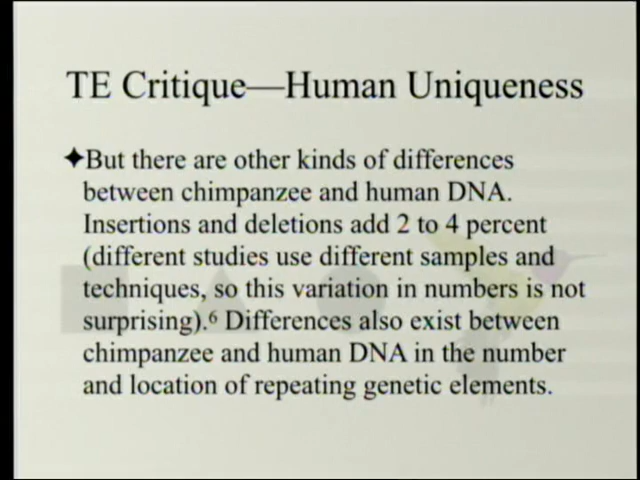 TE Critique—Human Uniqueness
✦But there are other kinds of differences
between chimpanzee and human DNA.
Insertions and deletions add 2 to 4 percent
(different studies use different samples and
techniques, so this variation in numbers is not
surprising).⁶ Differences also exist between
chimpanzee and human DNA in the number
and location of repeating genetic elements.